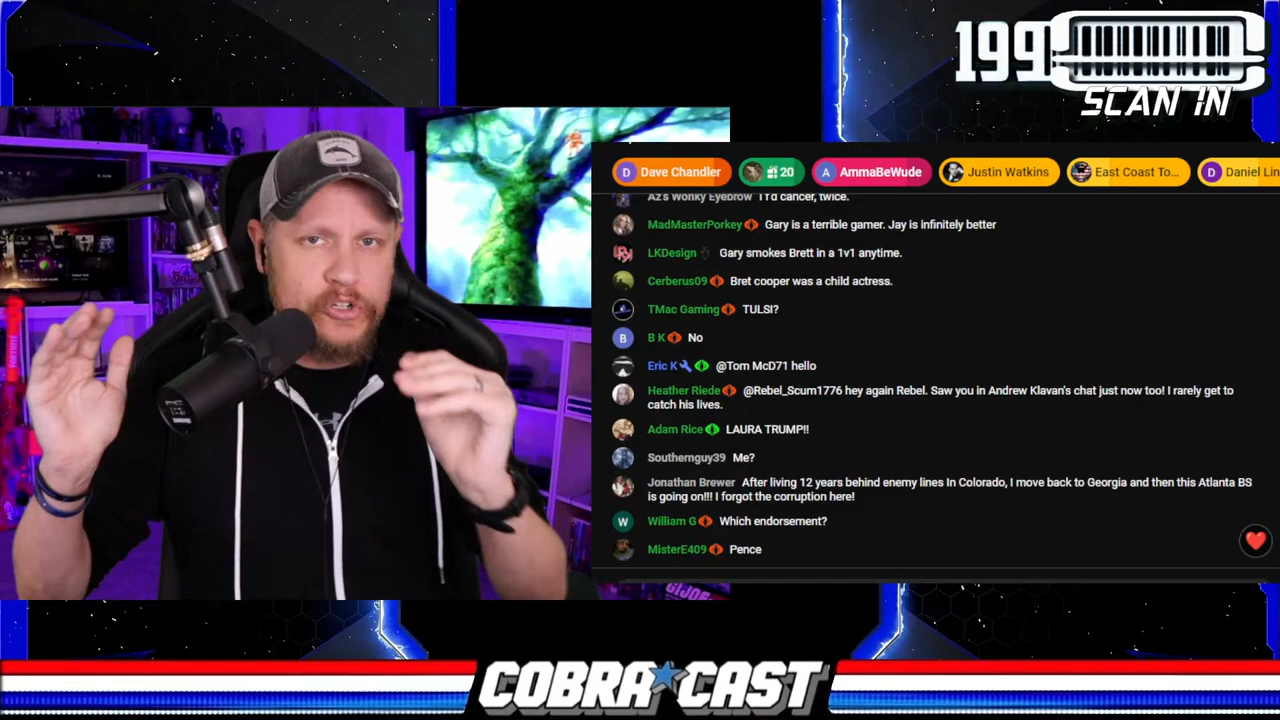 199
SCAN IN
D Dave Chandler
20
A AmmaBeWude
Justin Watkins
East Coast To...
D Daniel Lin
Az's Wonky Eyebrow
cancer, twice.
MadMasterPorkey Gary is a terrible gamer. Jay is infinitely better
LKDesign Gary smokes Brett in a 1v1 anytime.
Cerberus09 Bret cooper was a child actress.
TMac Gaming TULSI?
B B K No
Eric K @Tom McD71 hello
Heather Riede @Rebel_Scum1776 hey again Rebel. Saw you in Andrew Klavan's chat just now too! I rarely get to
catch his lives.
Adam Rice LAURA TRUMP!!
Southernguy39 Me?
Jonathan Brewer After living 12 years behind enemy lines In Colorado, I move back to Georgia and then this Atlanta BS
is going on!!! I forgot the corruption here!
W William G Which endorsement?
MisterE409 Pence
GIJOE
COBRA CAST